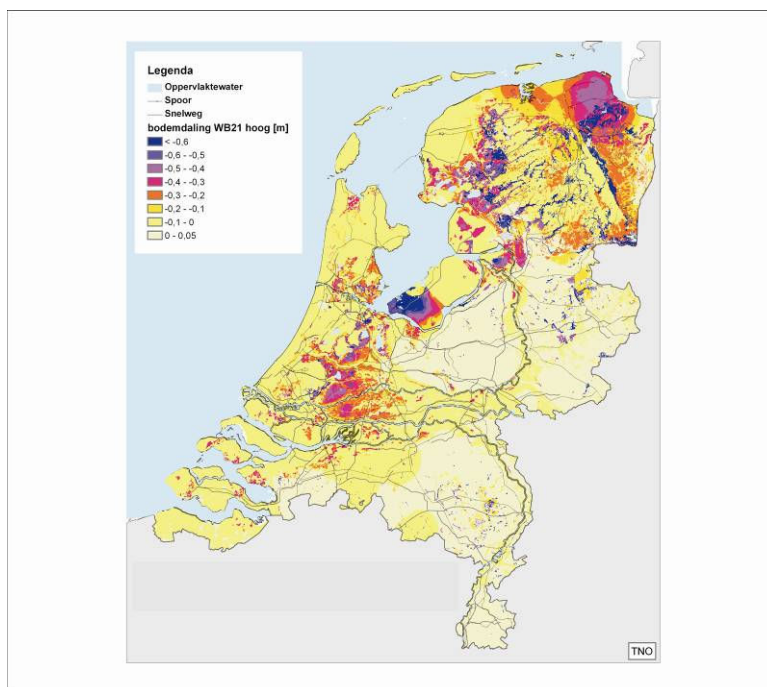 Legenda
Oppervlaktewater
Spoor
Snelweg
bodemdaling WB21 hoog [m]
< -0,6
-0,6 - -0,5
-0,5 - -0,4
-0,4 - -0,3
-0,3 - -0,2
-0,2 - -0,1
-0,1 - 0
0 - 0,05
TNO